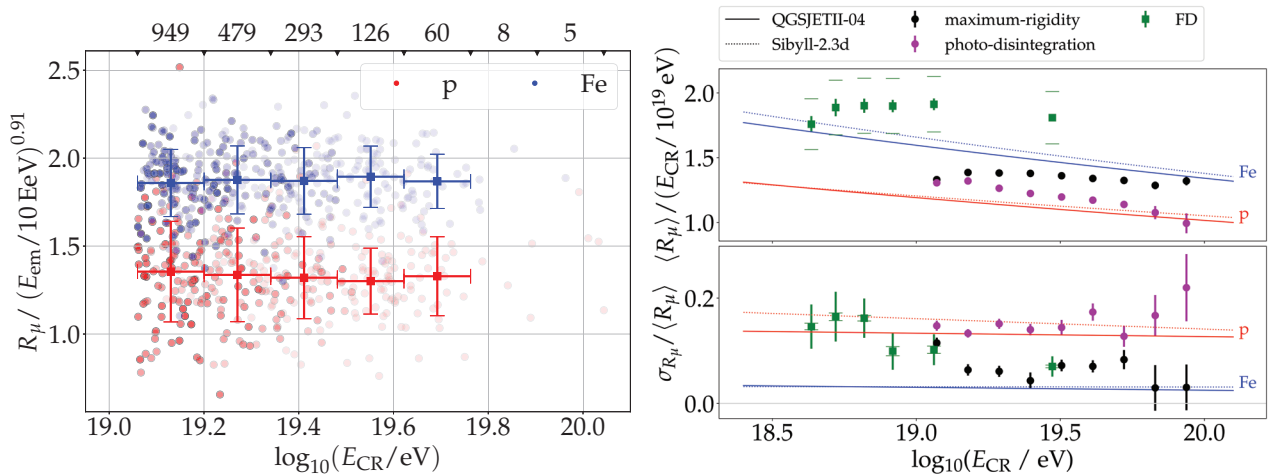 949 479 293 126 60 8 5
p Fe
2.5
2.0
1.5
1.0
R_μ / (E_em/10 EeV)^0.91
19.0 19.2 19.4 19.6 19.8 20.0
log₁₀(E_CR/eV)
QGSJETII-04 maximum-rigidity FD
Sibyll-2.3d photo-disintegration
2.0
1.5
1.0
⟨R_μ⟩/(E_CR/10¹⁹ eV)
Fe
p
0.2
0.0
σ_{R_μ}/⟨R_μ⟩
p
Fe
18.5 19.0 19.5 20.0
log₁₀(E_CR / eV)